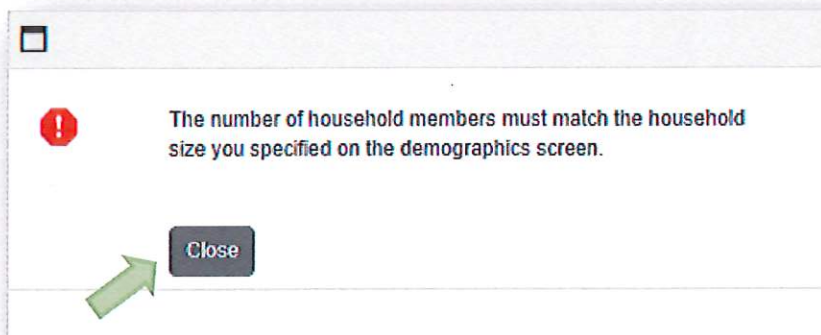 The number of household members must match the household
size you specified on the demographics screen.
Close